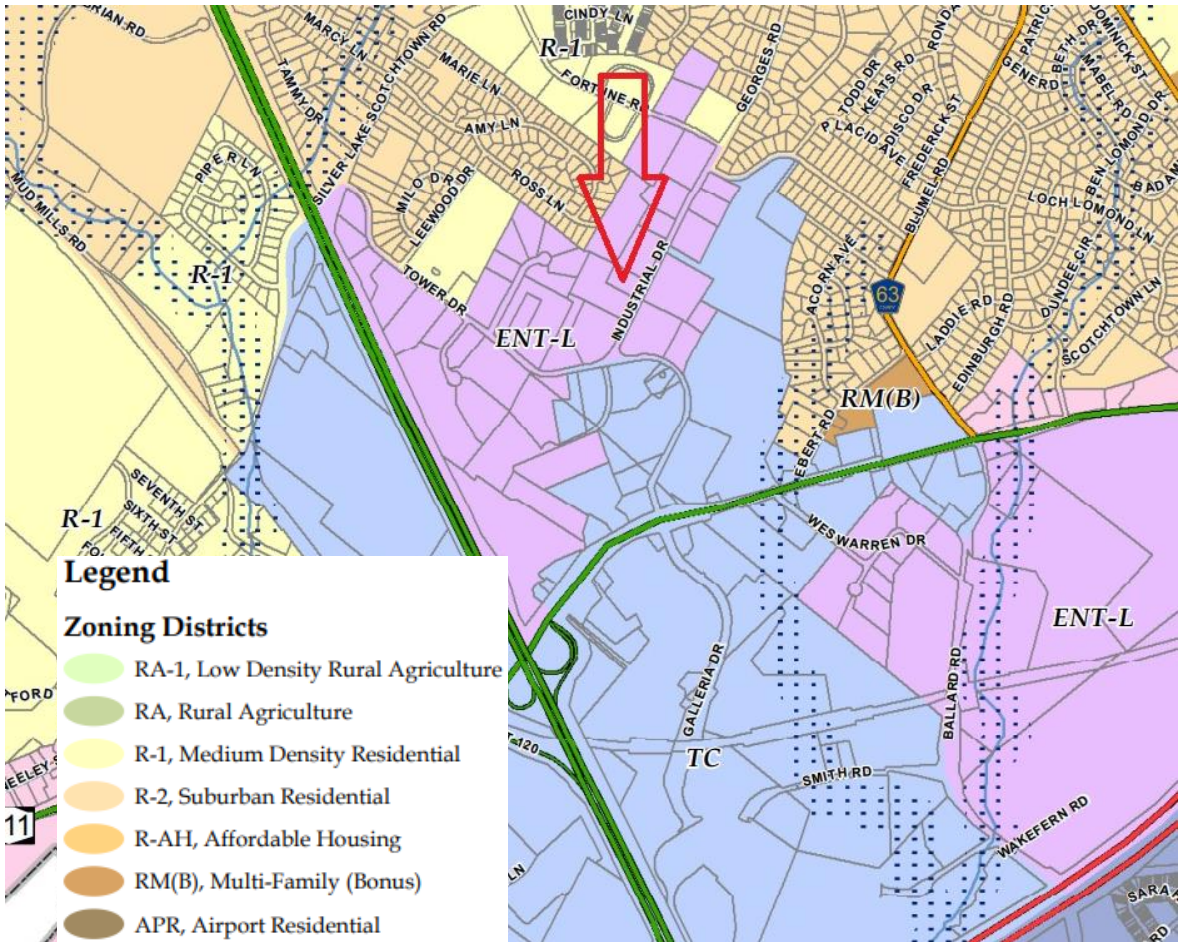 CINDY LN
R-1
BRIAN RD
MARCY LN
TAMMY DR
SILVER LAKE SCOTCHTOWN RD
MARIE LN
AMY LN
FORTUNE RD
GEORGES RD
TODD DR
KEATS RD
DISCO DR
PLACID AVE
FREDERICK ST
BLUMEL RD
GENERD
BETH DR
DOMINICK ST
MABEL RD
BEN LOMOND DR
LOCH LOMOND LN
PIPER LN
MUD MILLS RD
R-1
MILO DR
LEEWOOD DR
ROSS LN
TOWER DR
INDUSTRIAL DR
ENT-L
ACORN AVE
63
LADDIE RD
EDINBURGH RD
DUNDEE CIR
SCOTCHTOWN LN
RM(B)
EBERT RD
SEVENTH ST
SIXTH ST
R-1
WES WARREN DR
ENT-L
BALLARD RD
GALLERIA DR
TC
SMITH RD
WAKEFERN RD
11
Legend
Zoning Districts
RA-1, Low Density Rural Agriculture
RA, Rural Agriculture
R-1, Medium Density Residential
R-2, Suburban Residential
R-AH, Affordable Housing
RM(B), Multi-Family (Bonus)
APR, Airport Residential